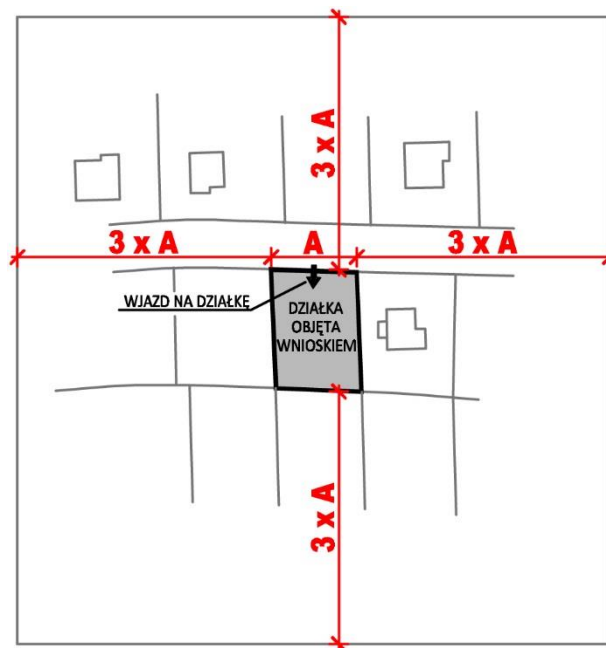 3 x A
3 x A
A
3 x A
WJAZD NA DZIAŁKĘ
DZIAŁKA
OBJĘTA
WNIOSKIEM
3 x A